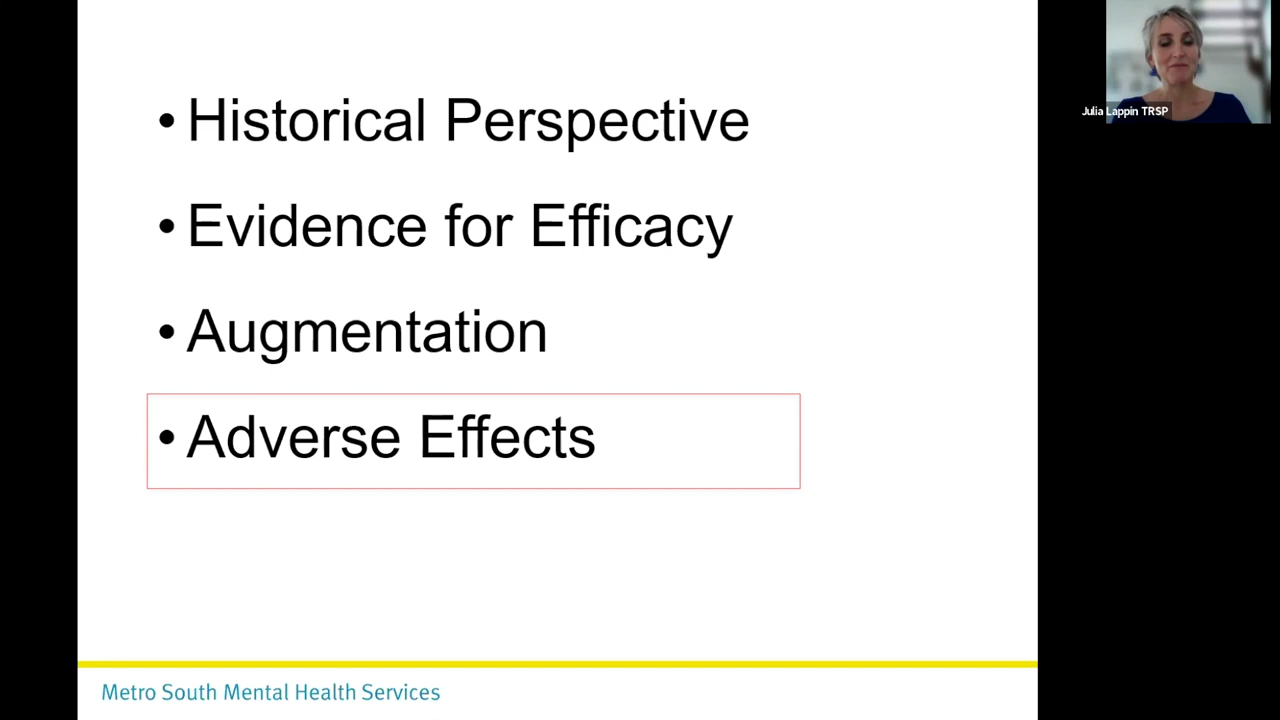 • Historical Perspective
• Evidence for Efficacy
• Augmentation
• Adverse Effects
Metro South Mental Health Services
Julia Lappin TRSP